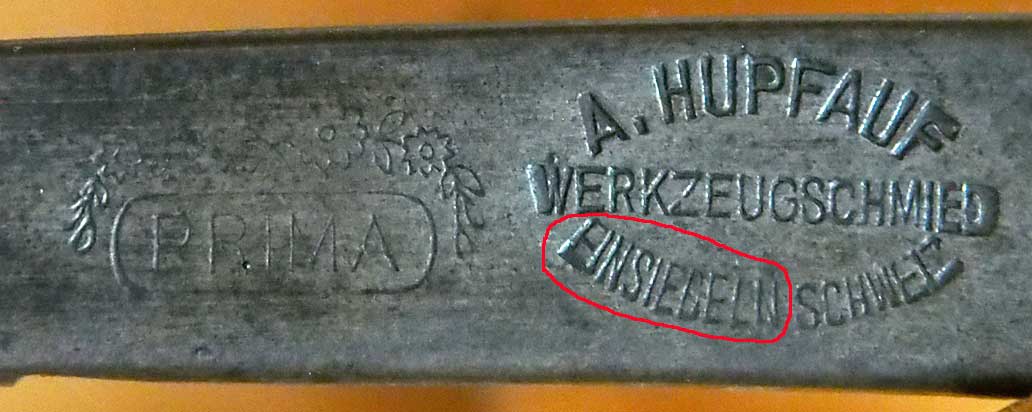 PRIMA
A. HUPFAUF
WERKZEUGSCHMIED
EINSIEDELN SCHWEIZ